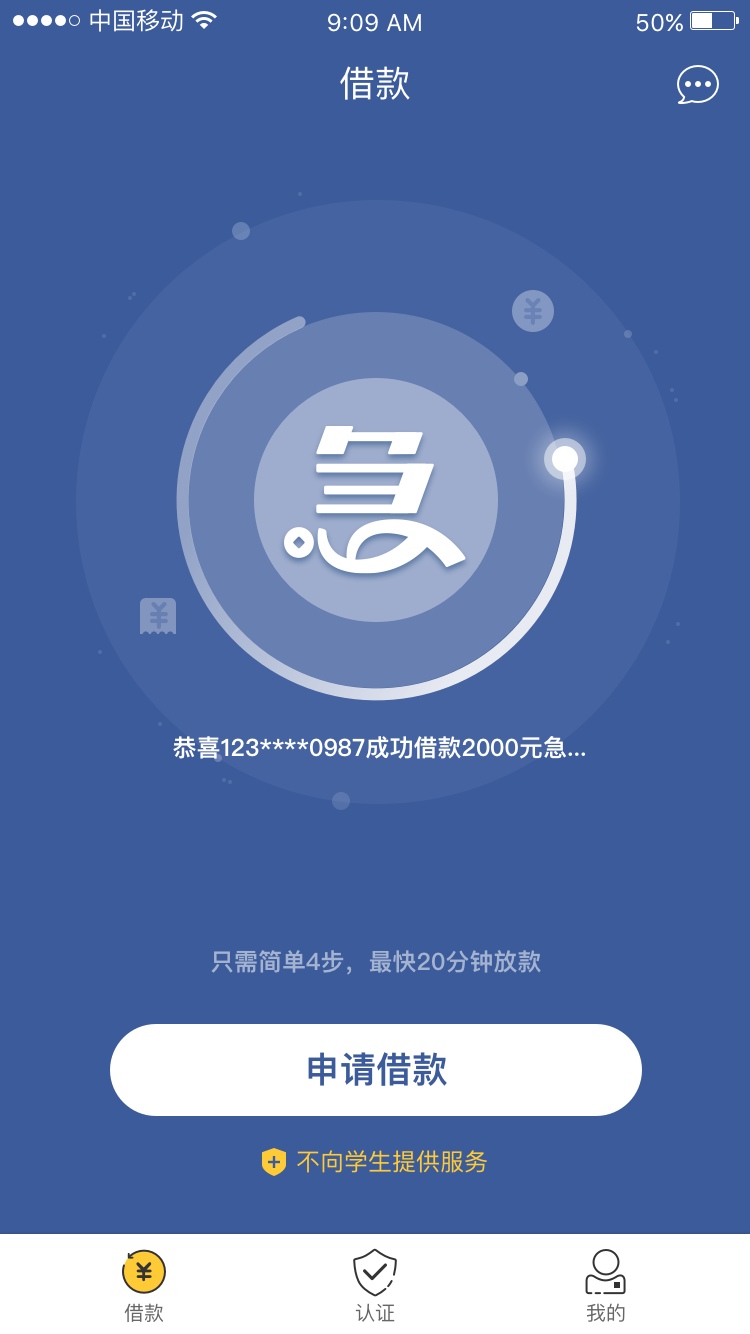 中国移动 9:09 AM 50%
借款
¥
急
¥
恭喜123****0987成功借款2000元急...
只需简单4步，最快20分钟放款
申请借款
不向学生提供服务
¥
借款 认证 我的